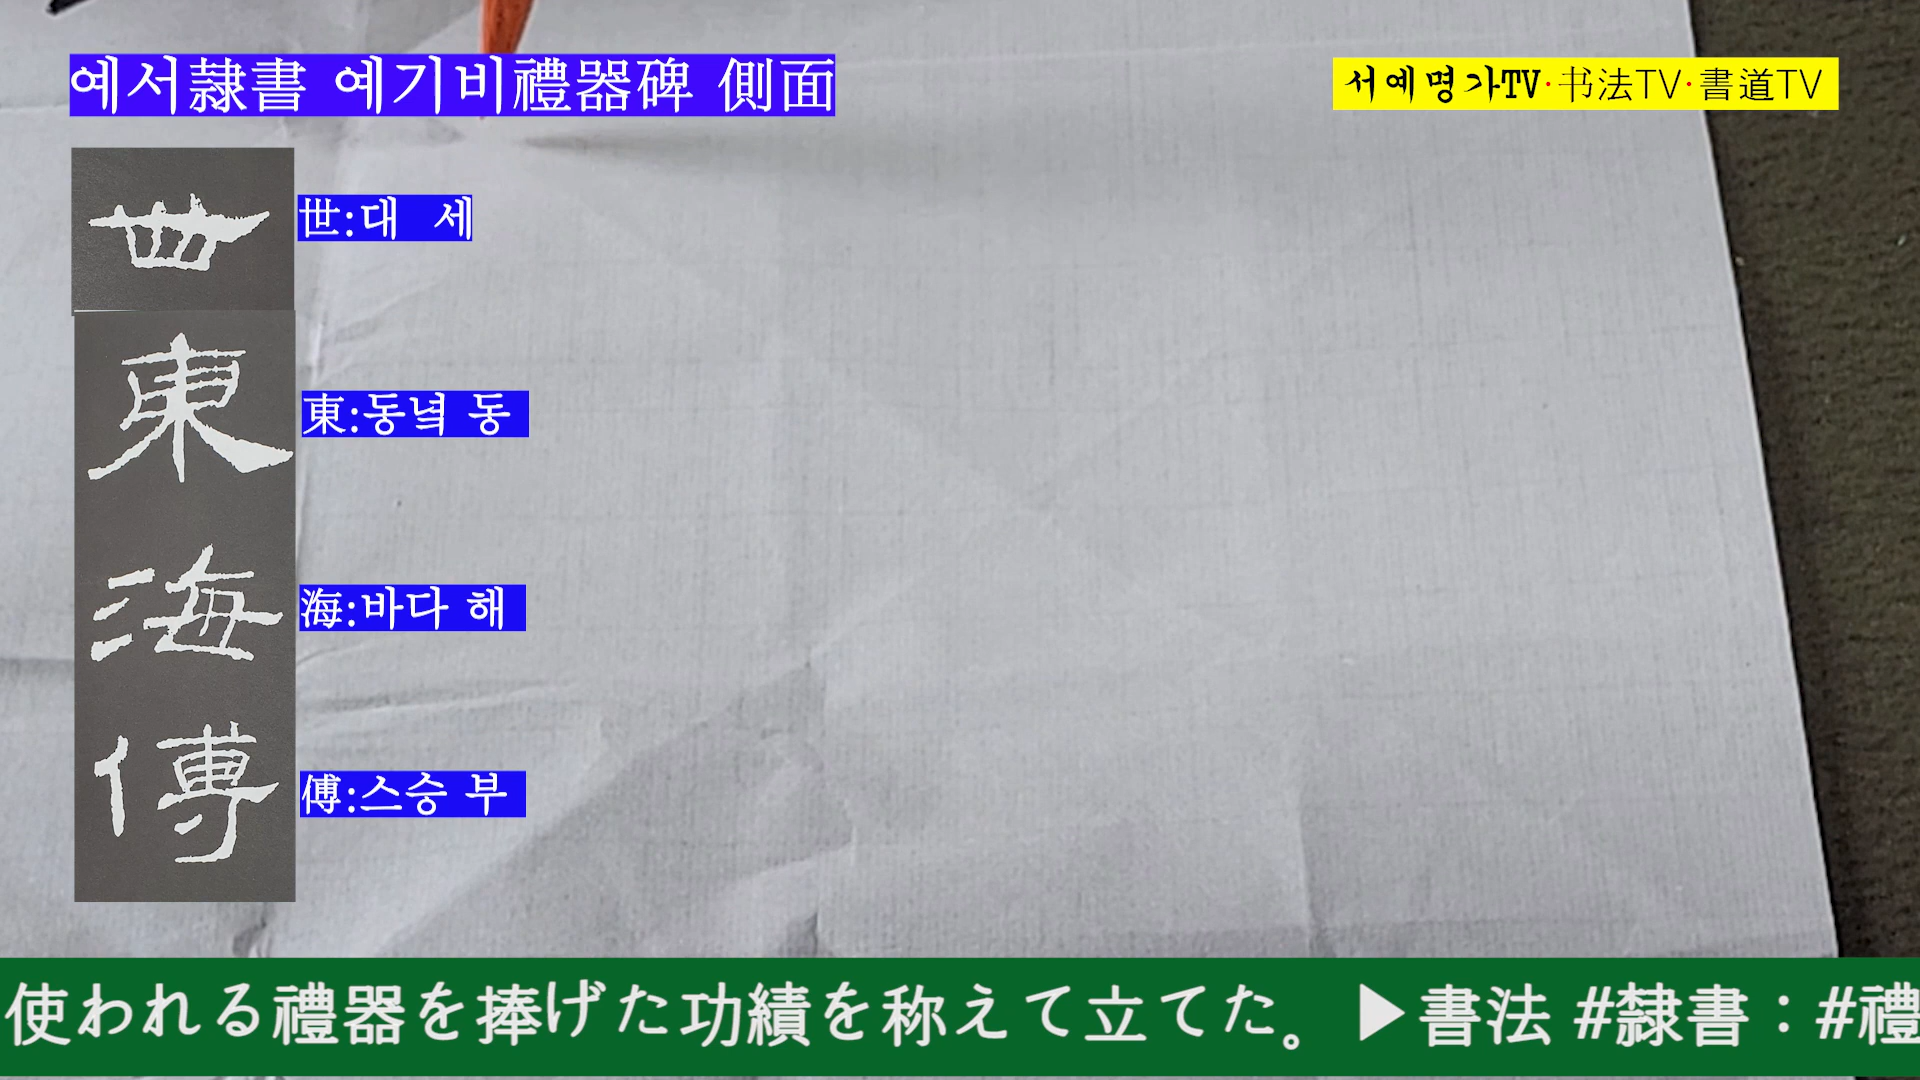 예서隷書 예기비禮器碑 側面
서예명가TV·书法TV·書道TV
世
世:대 세
東
東:동녘 동
海
海:바다 해
傅
傅:스승 부
使われる禮器を捧げた功績を称えて立てた。 ▶書法 #隸書：#禮